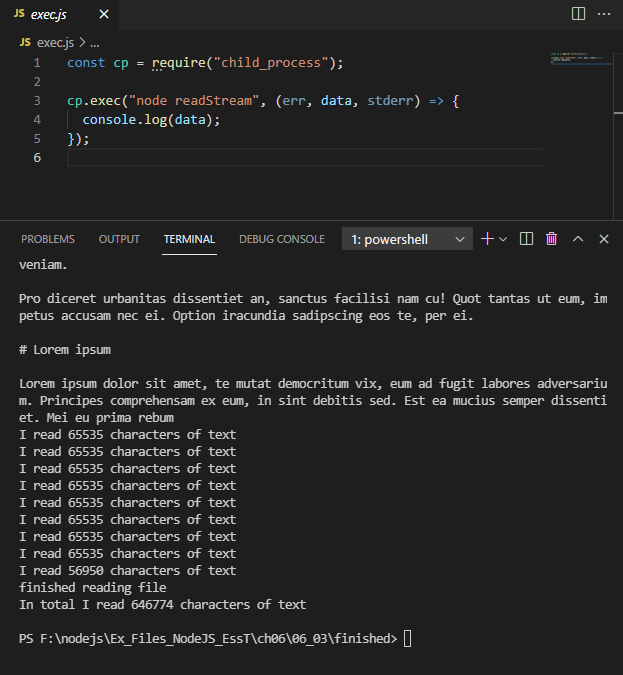 JS exec.js
JS exec.js > ...
1 const cp = require("child_process");
2
3 cp.exec("node readStream", (err, data, stderr) => {
4 console.log(data);
5 });
6
PROBLEMS OUTPUT TERMINAL DEBUG CONSOLE 1: powershell
veniam.
Pro diceret urbanitas dissentiet an, sanctus facilisi nam cu! Quot tantas ut eum, im
petus accusam nec ei. Option iracundia sadipscing eos te, per ei.
# Lorem ipsum
Lorem ipsum dolor sit amet, te mutat democritum vix, eum ad fugit labores adversariu
m. Principes comprehensam ex eum, in sint debitis sed. Est ea mucius semper dissenti
et. Mei eu prima rebum
I read 65535 characters of text
I read 65535 characters of text
I read 65535 characters of text
I read 65535 characters of text
I read 65535 characters of text
I read 65535 characters of text
I read 65535 characters of text
I read 65535 characters of text
I read 56950 characters of text
finished reading file
In total I read 646774 characters of text
PS F:\nodejs\Ex_Files_NodeJS_EssT\ch06\06_03\finished>